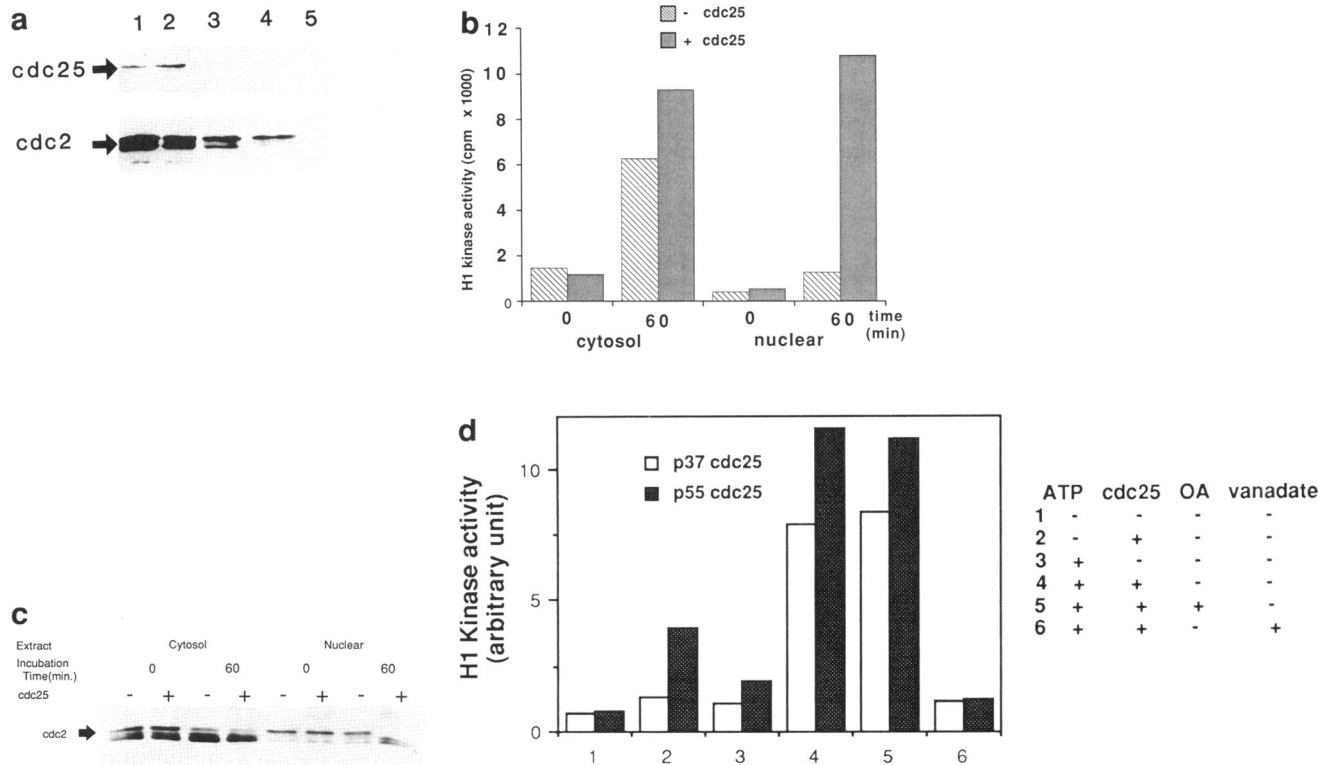 a
1 2 3 4 5
cdc25
cdc2
b
- cdc25
+ cdc25
H1 kinase activity (cpm x 1000)
12
10
8
6
4
2
0
0 60 0 60 time
(min)
cytosol nuclear
c
Extract Cytosol Nuclear
Incubation
Time(min.) 0 60 0 60
cdc25 - + - + - + - +
cdc2
d
H1 Kinase activity
(arbitrary unit)
p37 cdc25
p55 cdc25
10
5
0
1 2 3 4 5 6
ATP cdc25 OA vanadate
1 - - - -
2 - + - -
3 + - - -
4 + + - -
5 + + + -
6 + + - +